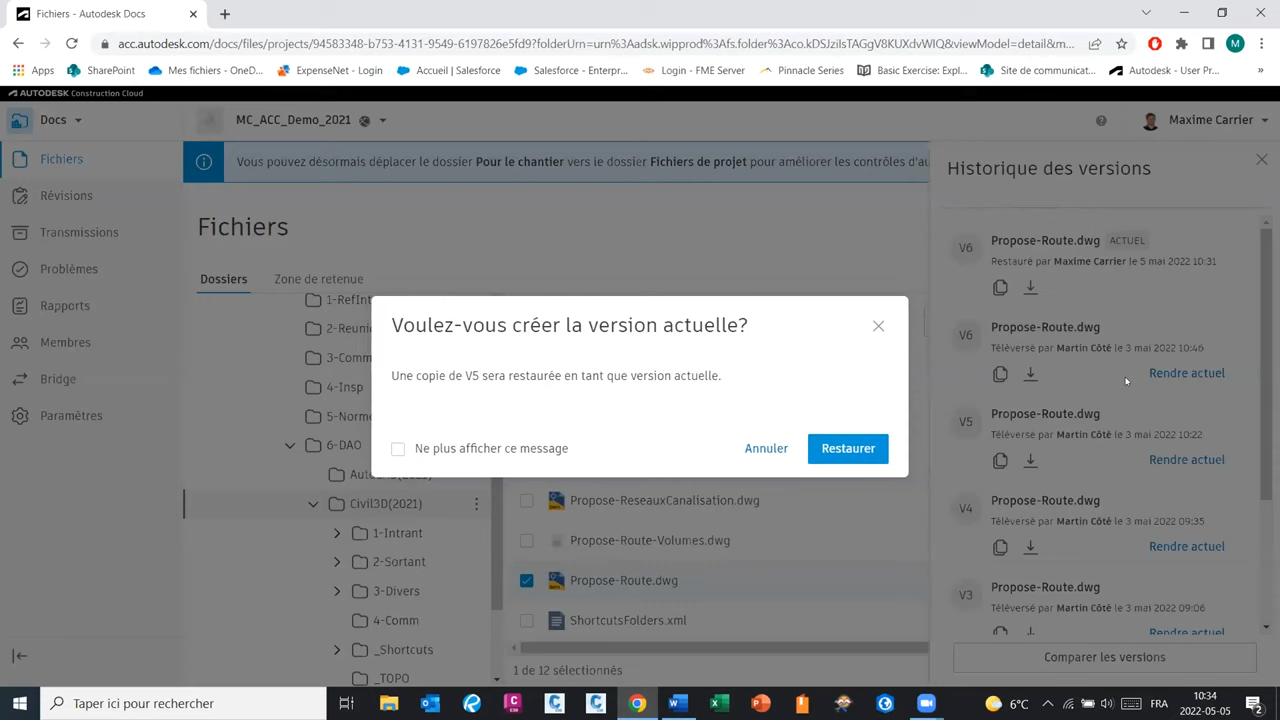 Fichiers - Autodesk Docs
acc.autodesk.com/docs/files/projects/94583348-b753-4131-9549-6197826e5fd9?folderUrn=urn%3Aadsk.wipprod%3Afs.folder%3Aco.kDSJziIsTAGgV8KUXdvWIQ&viewModel=detail&m...
M
Apps
SharePoint
Mes fichiers - OneD...
ExpenseNet - Login
Accueil | Salesforce
Salesforce - Enterpr...
Login - FME Server
Pinnacle Series
Basic Exercise: Expl...
Site de communicat...
Autodesk - User Pr...
»
AUTODESK Construction Cloud
Docs
MC_ACC_Demo_2021
Maxime Carrier
Fichiers
Révisions
Transmissions
Problèmes
Rapports
Membres
Bridge
Paramètres
Vous pouvez désormais déplacer le dossier Pour le chantier vers le dossier Fichiers de projet pour améliorer les contrôles d'au
Fichiers
Dossiers
Zone de retenue
1-RefInt
2-Reuni
3-Comm
4-Insp
5-Norme
6-DAO
Civil3D(2021)
1-Intrant
2-Sortant
3-Divers
4-Comm
_Shortcuts
_TOPO
Voulez-vous créer la version actuelle?
Une copie de V5 sera restaurée en tant que version actuelle.
Ne plus afficher ce message
Annuler
Restaurer
Propose-ReseauxCanalisation.dwg
Propose-Route-Volumes.dwg
Propose-Route.dwg
ShortcutsFolders.xml
1 de 12 sélectionnés
Historique des versions
V6
Propose-Route.dwg
ACTUEL
Restauré par Maxime Carrier le 5 mai 2022 10:31
V6
Propose-Route.dwg
Téléversé par Martin Côté le 3 mai 2022 10:46
Rendre actuel
V5
Propose-Route.dwg
Téléversé par Martin Côté le 3 mai 2022 10:22
Rendre actuel
V4
Propose-Route.dwg
Téléversé par Martin Côté le 3 mai 2022 09:35
Rendre actuel
V3
Propose-Route.dwg
Téléversé par Martin Côté le 3 mai 2022 09:06
Rendre actuel
Comparer les versions
Taper ici pour rechercher
6°C
FRA
10:34
2022-05-05
2